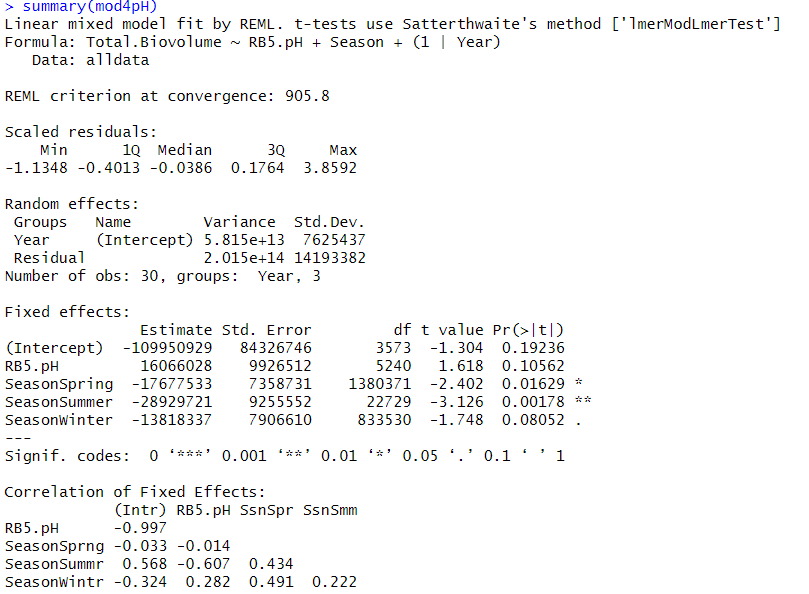 > summary(mod4pH)
Linear mixed model fit by REML. t-tests use Satterthwaite's method ['lmerModLmerTest']
Formula: Total.Biovolume ~ RB5.pH + Season + (1 | Year)
   Data: alldata

REML criterion at convergence: 905.8

Scaled residuals:
    Min      1Q  Median      3Q     Max
-1.1348 -0.4013 -0.0386  0.1764  3.8592

Random effects:
 Groups   Name        Variance  Std.Dev.
 Year     (Intercept) 5.815e+13  7625437
 Residual             2.015e+14 14193382
Number of obs: 30, groups:  Year, 3

Fixed effects:
               Estimate Std. Error         df t value Pr(>|t|)
(Intercept)  -109950929   84326746       3573  -1.304  0.19236
RB5.pH         16066028    9926512       5240   1.618  0.10562
SeasonSpring  -17677533    7358731    1380371  -2.402  0.01629 *
SeasonSummer  -28929721    9255552      22729  -3.126  0.00178 **
SeasonWinter  -13818337    7906610     833530  -1.748  0.08052 .
---
Signif. codes:  0 ‘***’ 0.001 ‘**’ 0.01 ‘*’ 0.05 ‘.’ 0.1 ‘ ’ 1

Correlation of Fixed Effects:
            (Intr) RB5.pH SsnSpr SsnSmm
RB5.pH      -0.997
SeasonSprng -0.033 -0.014
SeasonSummr  0.568 -0.607  0.434
SeasonWintr -0.324  0.282  0.491  0.222